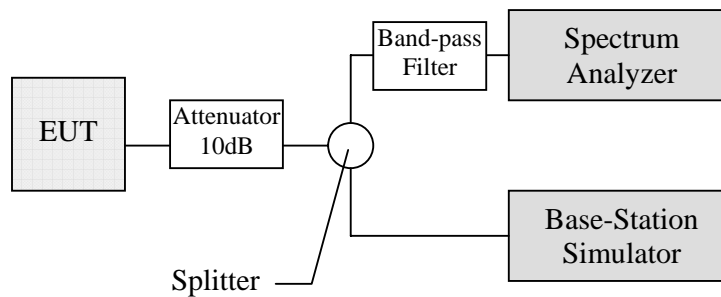 Band-pass
Filter
Spectrum
Analyzer
EUT
Attenuator
10dB
Base-Station
Simulator
Splitter